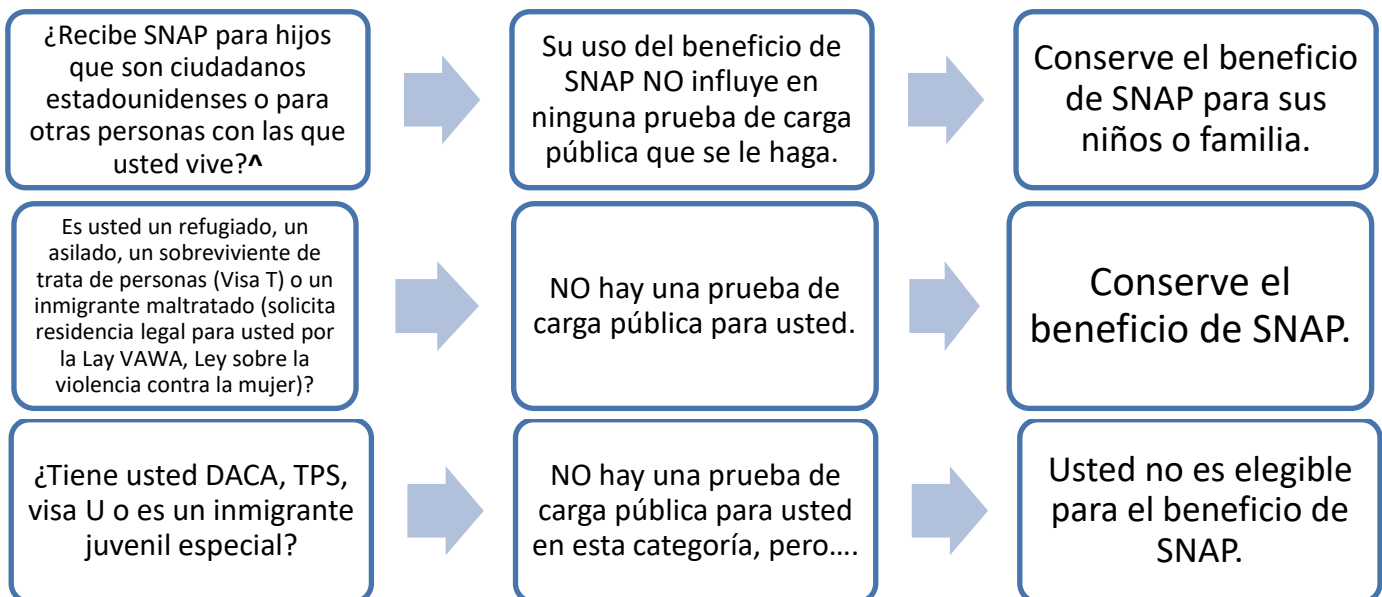 ¿Recibe SNAP para hijos
que son ciudadanos
estadounidenses o para
otras personas con las que
usted vive?^
Su uso del beneficio de
SNAP NO influye en
ninguna prueba de carga
pública que se le haga.
Conserve el beneficio
de SNAP para sus
niños o familia.
Es usted un refugiado, un
asilado, un sobreviviente de
trata de personas (Visa T) o un
inmigrante maltratado (solicita
residencia legal para usted por
la Lay VAWA, Ley sobre la
violencia contra la mujer)?
NO hay una prueba de
carga pública para usted.
Conserve el
beneficio de SNAP.
¿Tiene usted DACA, TPS,
visa U o es un inmigrante
juvenil especial?
NO hay una prueba de
carga pública para usted
en esta categoría, pero….
Usted no es elegible
para el beneficio de
SNAP.